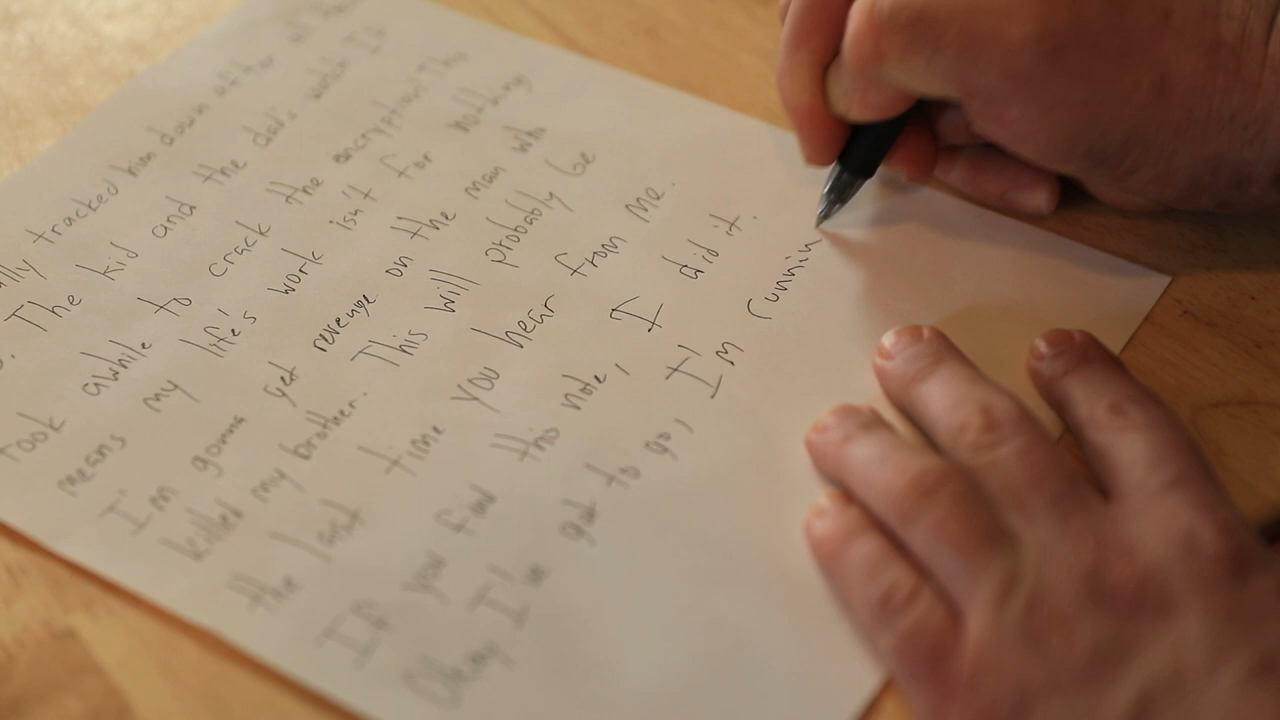 ally tracked him down after all
. The kid and the dad's watch. It
Took awhile to crack the encryption! This
means my life's work isn't for nothing
I'm gonna get revenge on the man who
killed my brother. This will probably be
the last time you hear from me.
If you find this note, I did it.
Okay, I've got to go, I'm runnin